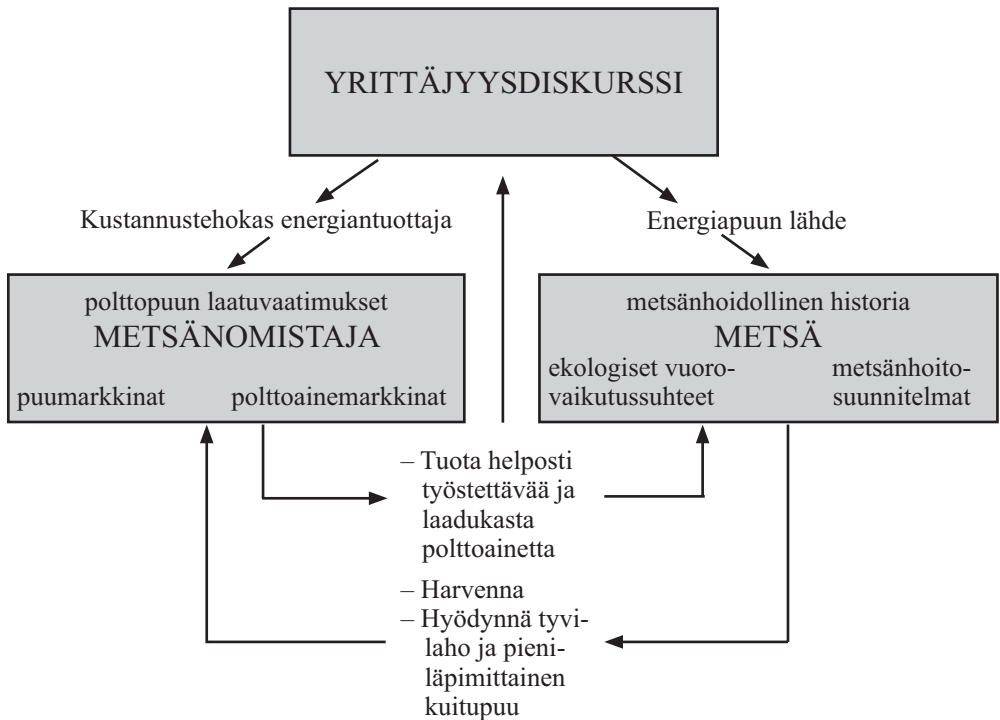 YRITTÄJYYSDISKURSSI
Kustannustehokas energiantuottaja
Energiapuun lähde
polttopuun laatuvaatimukset
METSÄNOMISTAJA
puumarkkinat
polttoainemarkkinat
metsänhoidollinen historia
METSÄ
ekologiset vuoro-
vaikutussuhteet
metsänhoito-
suunnitelmat
– Tuota helposti
työstettävää ja
laadukasta
polttoainetta
– Harvenna
– Hyödynnä tyvi-
laho ja pieni-
läpimittainen
kuitupuu